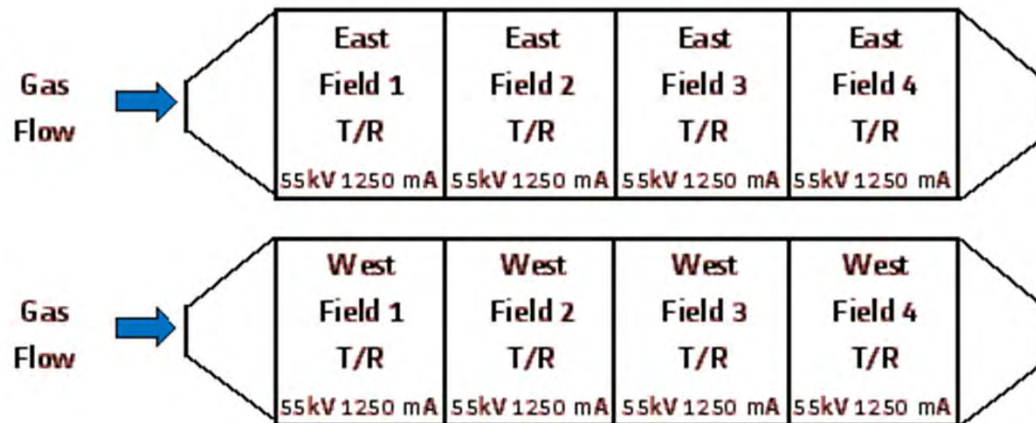 Gas
Flow
East
Field 1
T/R
55kV 1250 mA
East
Field 2
T/R
55kV 1250 mA
East
Field 3
T/R
55kV 1250 mA
East
Field 4
T/R
55kV 1250 mA
Gas
Flow
West
Field 1
T/R
55kV 1250 mA
West
Field 2
T/R
55kV 1250 mA
West
Field 3
T/R
55kV 1250 mA
West
Field 4
T/R
55kV 1250 mA